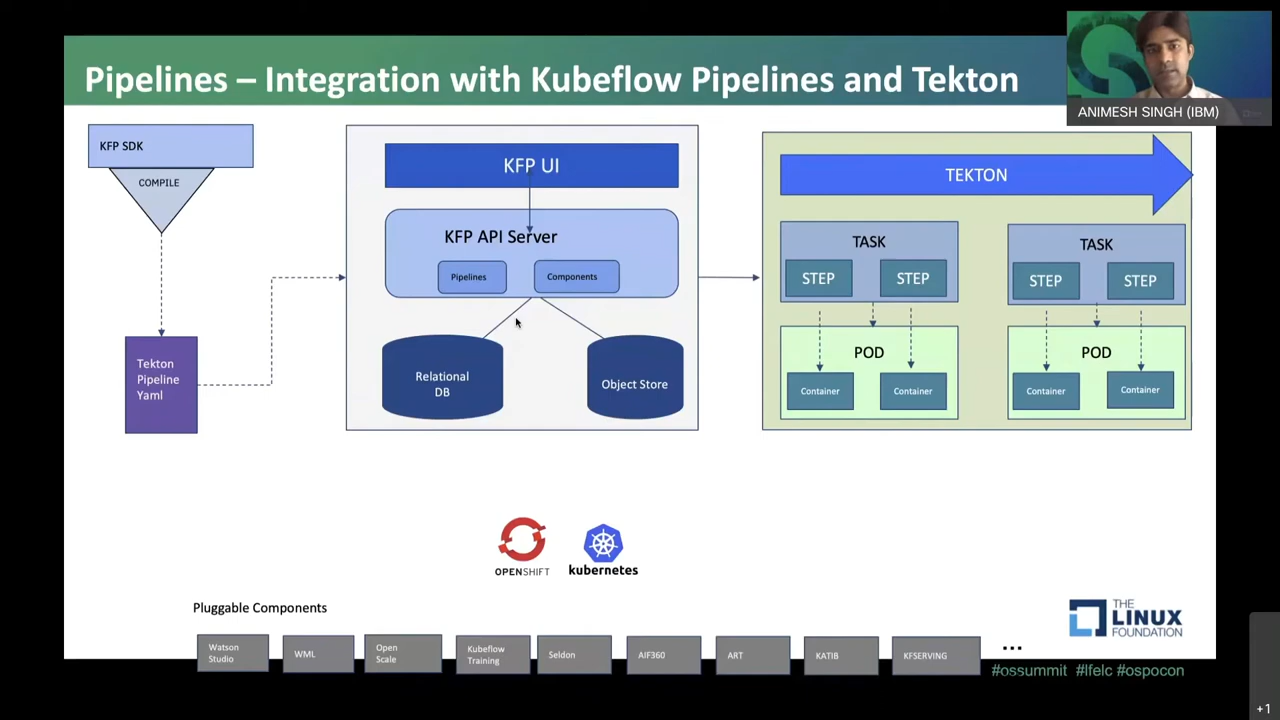 Pipelines – Integration with Kubeflow Pipelines and Tekton
ANIMESH SINGH (IBM)
KFP SDK
COMPILE
Tekton
Pipeline
Yaml
KFP UI
KFP API Server
Pipelines
Components
Relational
DB
Object Store
TEKTON
TASK
STEP
STEP
POD
Container
Container
TASK
STEP
STEP
POD
Container
Container
OPENSHIFT
kubernetes
Pluggable Components
Watson
Studio
WML
Open
Scale
Kubeflow
Training
Seldon
AIF360
ART
KATIB
KFSERVING
...
THE
LINUX
FOUNDATION
#ossummit #lfelc #ospocon
+1